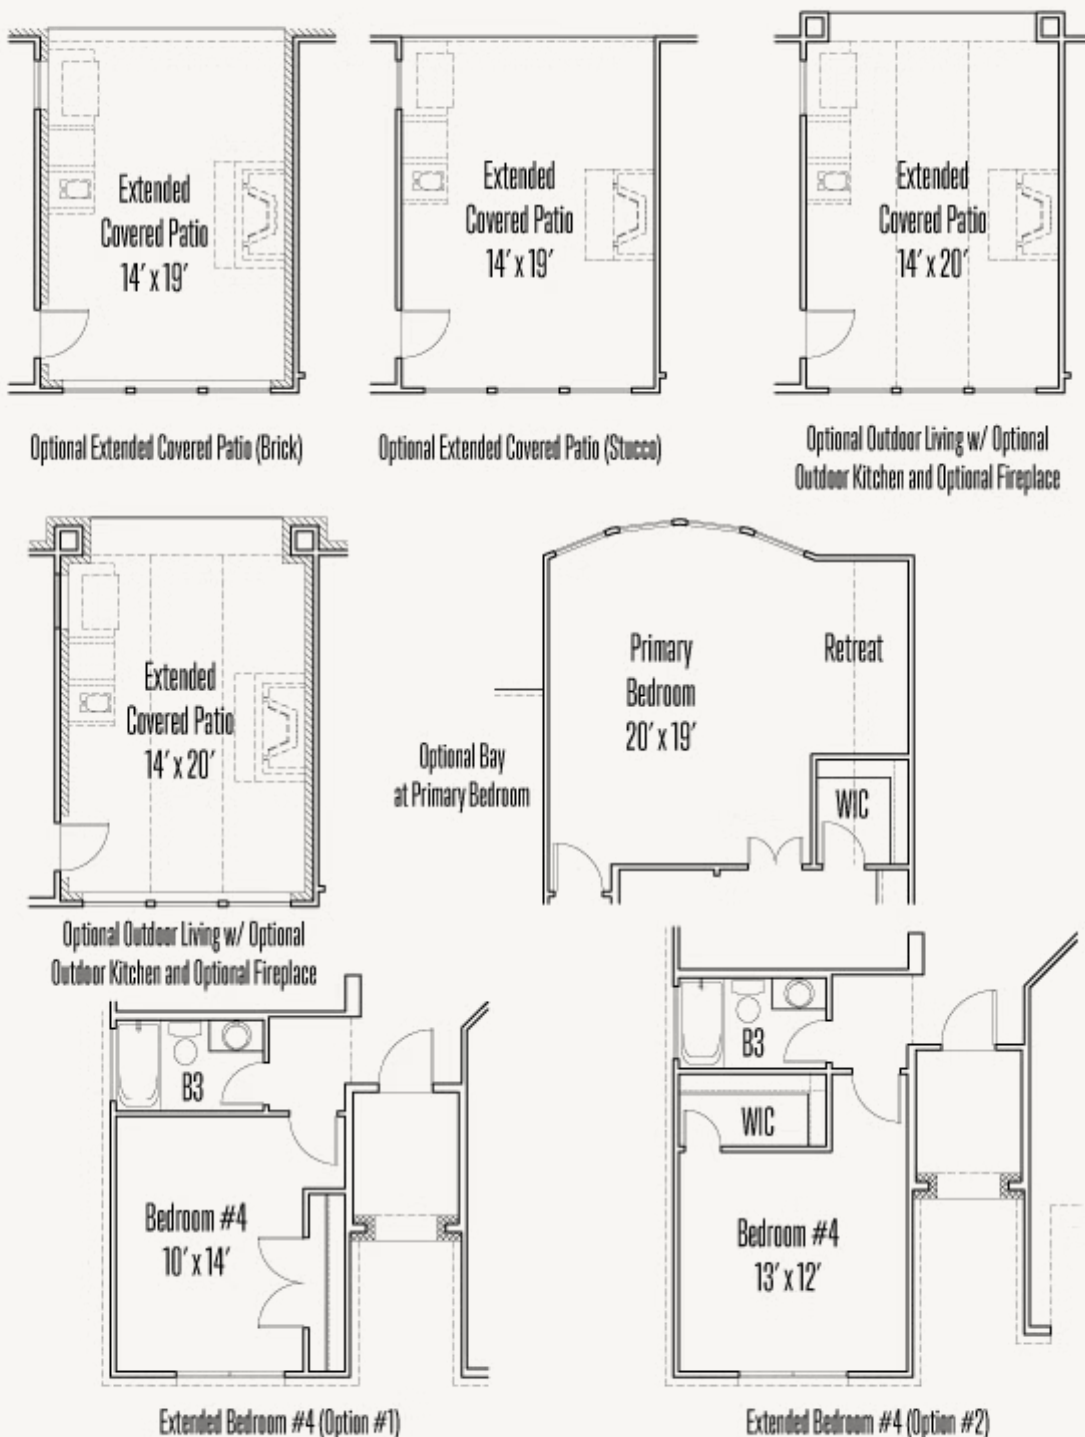 Extended
Covered Patio
14' x 19'
Optional Extended Covered Patio (Brick)
Extended
Covered Patio
14' x 19'
Optional Extended Covered Patio (Stucco)
Extended
Covered Patio
14' x 20'
Optional Outdoor Living w/ Optional
Outdoor Kitchen and Optional Fireplace
Extended
Covered Patio
14' x 20'
Optional Outdoor Living w/ Optional
Outdoor Kitchen and Optional Fireplace
Primary
Bedroom
20' x 19'
Retreat
WIC
Optional Bay
at Primary Bedroom
B3
Bedroom #4
10' x 14'
Extended Bedroom #4 (Option #1)
B3
WIC
Bedroom #4
13' x 12'
Extended Bedroom #4 (Option #2)